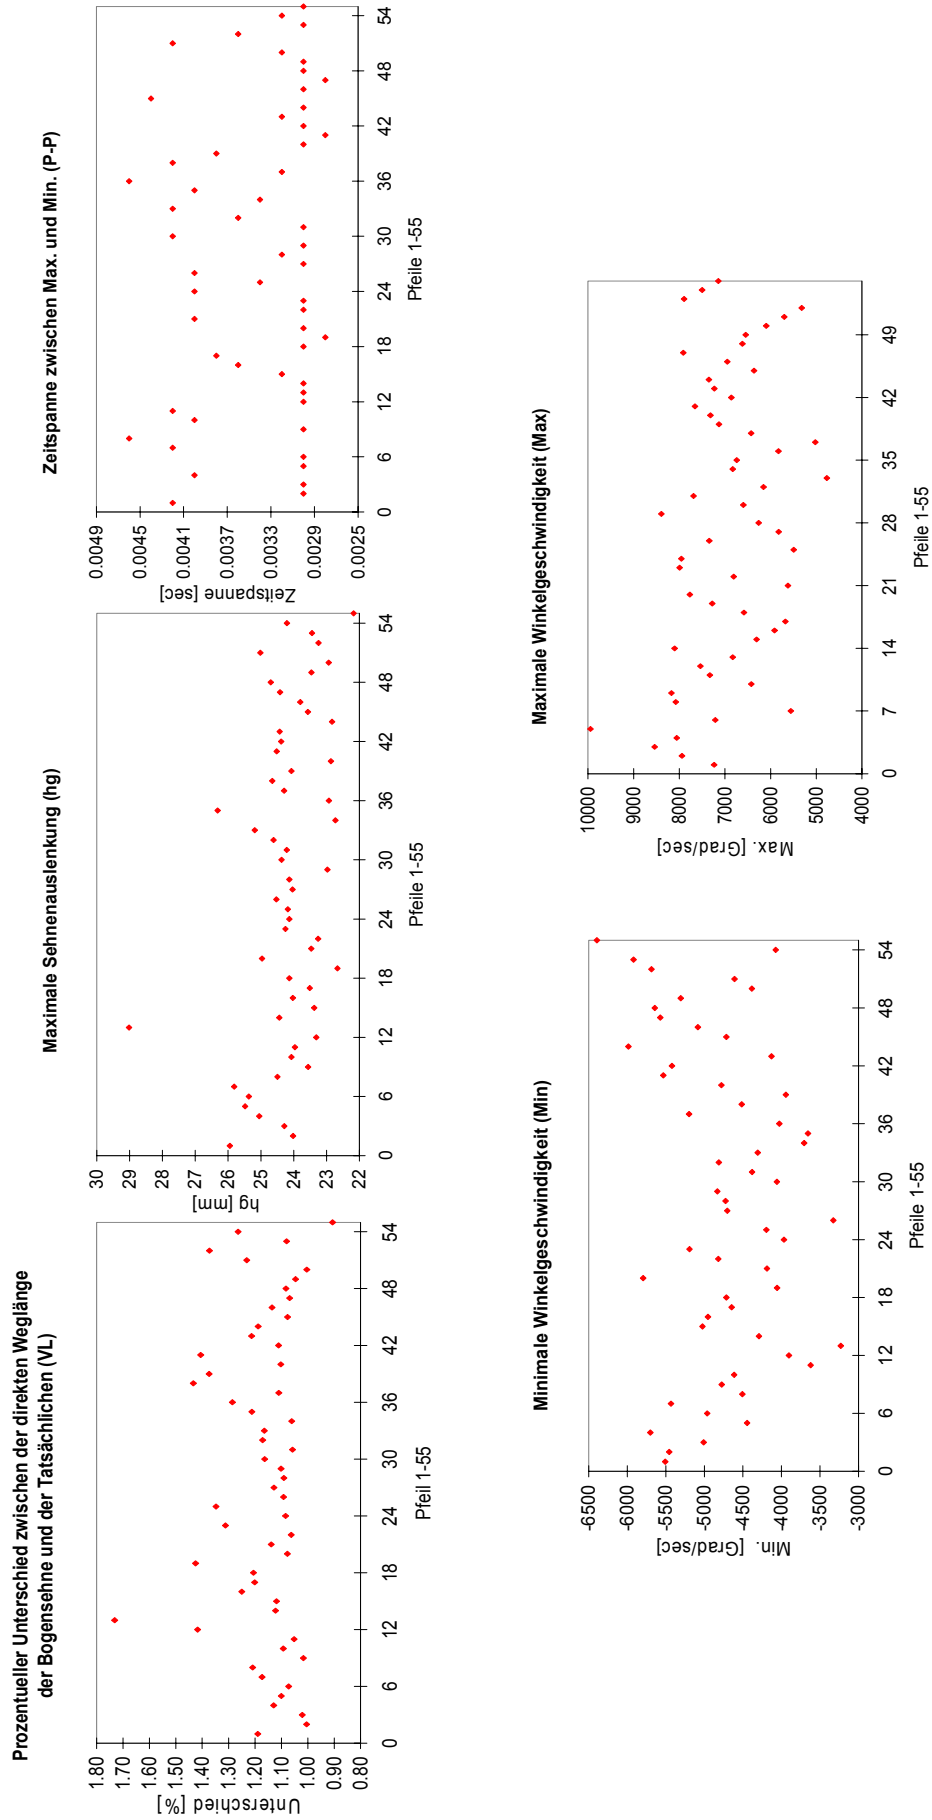 Prozentueller Unterschied zwischen der direkten Weglänge
der Bogensehne und der Tatsächlichen (VL)
Unterschied [%]
1.80
1.70
1.60
1.50
1.40
1.30
1.20
1.10
1.00
0.90
0.80
0 6 12 18 24 30 36 42 48 54
Pfeil 1-55
Maximale Sehnenauslenkung (hg)
hg [mm]
30
29
28
27
26
25
24
23
22
0 6 12 18 24 30 36 42 48 54
Pfeile 1-55
Zeitspanne zwischen Max. und Min. (P-P)
Zeitspanne [sec]
0.0049
0.0045
0.0041
0.0037
0.0033
0.0029
0.0025
0 6 12 18 24 30 36 42 48 54
Pfeile 1-55
Minimale Winkelgeschwindigkeit (Min)
Min. [Grad/sec]
-6500
-6000
-5500
-5000
-4500
-4000
-3500
-3000
0 6 12 18 24 30 36 42 48 54
Pfeile 1-55
Maximale Winkelgeschwindigkeit (Max)
Max. [Grad/sec]
10000
9000
8000
7000
6000
5000
4000
0 7 14 21 28 35 42 49
Pfeile 1-55